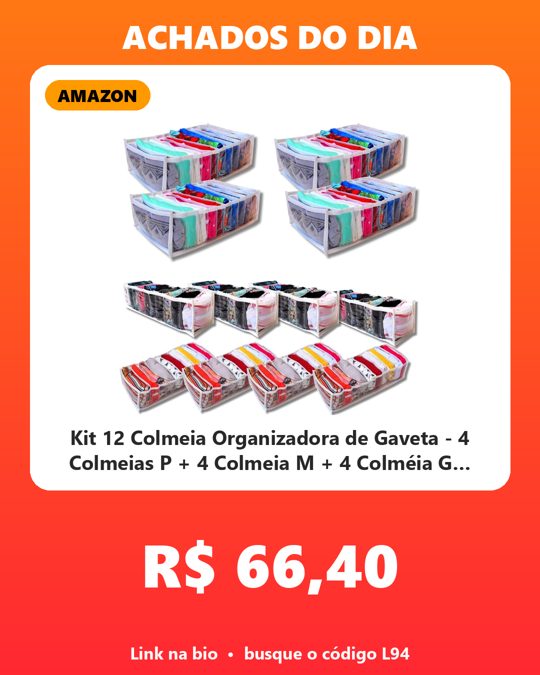 ACHADOS DO DIA
AMAZON
Kit 12 Colmeia Organizadora de Gaveta - 4
Colmeias P + 4 Colmeia M + 4 Colméia G...
R$ 66,40
Link na bio • busque o código L94